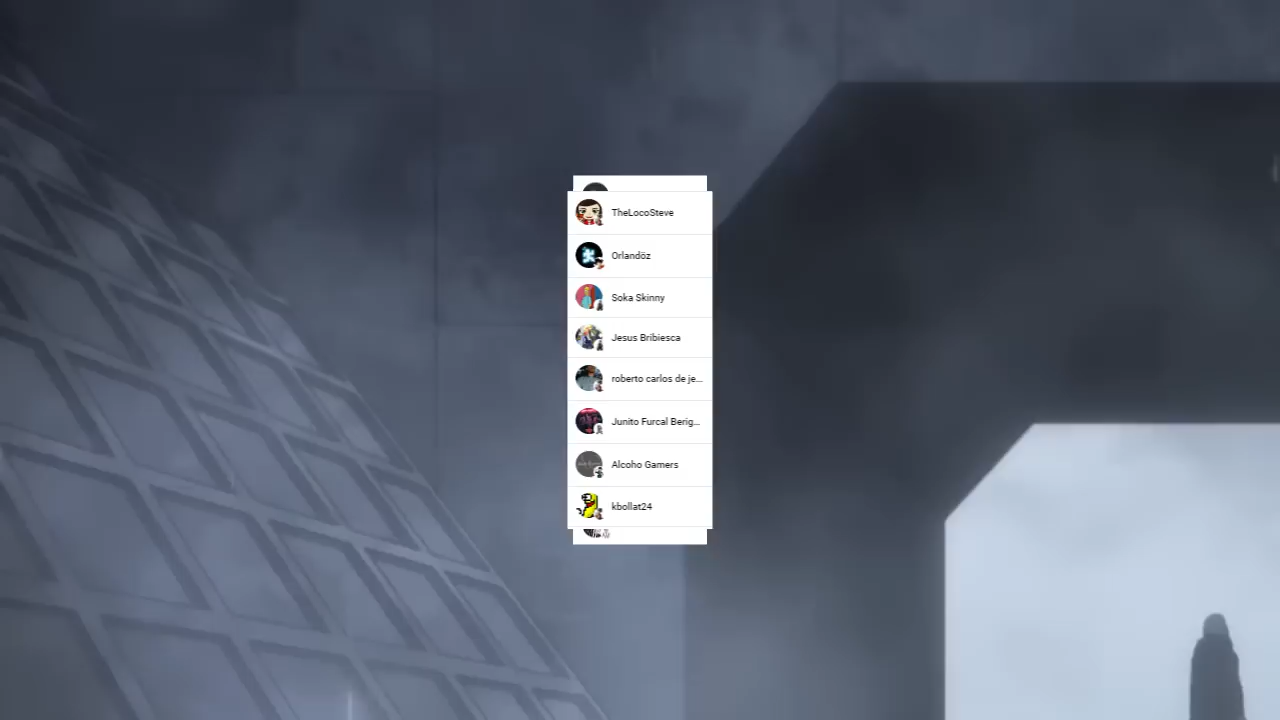 TheLocoSteve
Orlandöz
Soka Skinny
Jesus Bribiesca
roberto carlos de je...
Junito Furcal Berig...
Alcoho Gamers
kbollat24